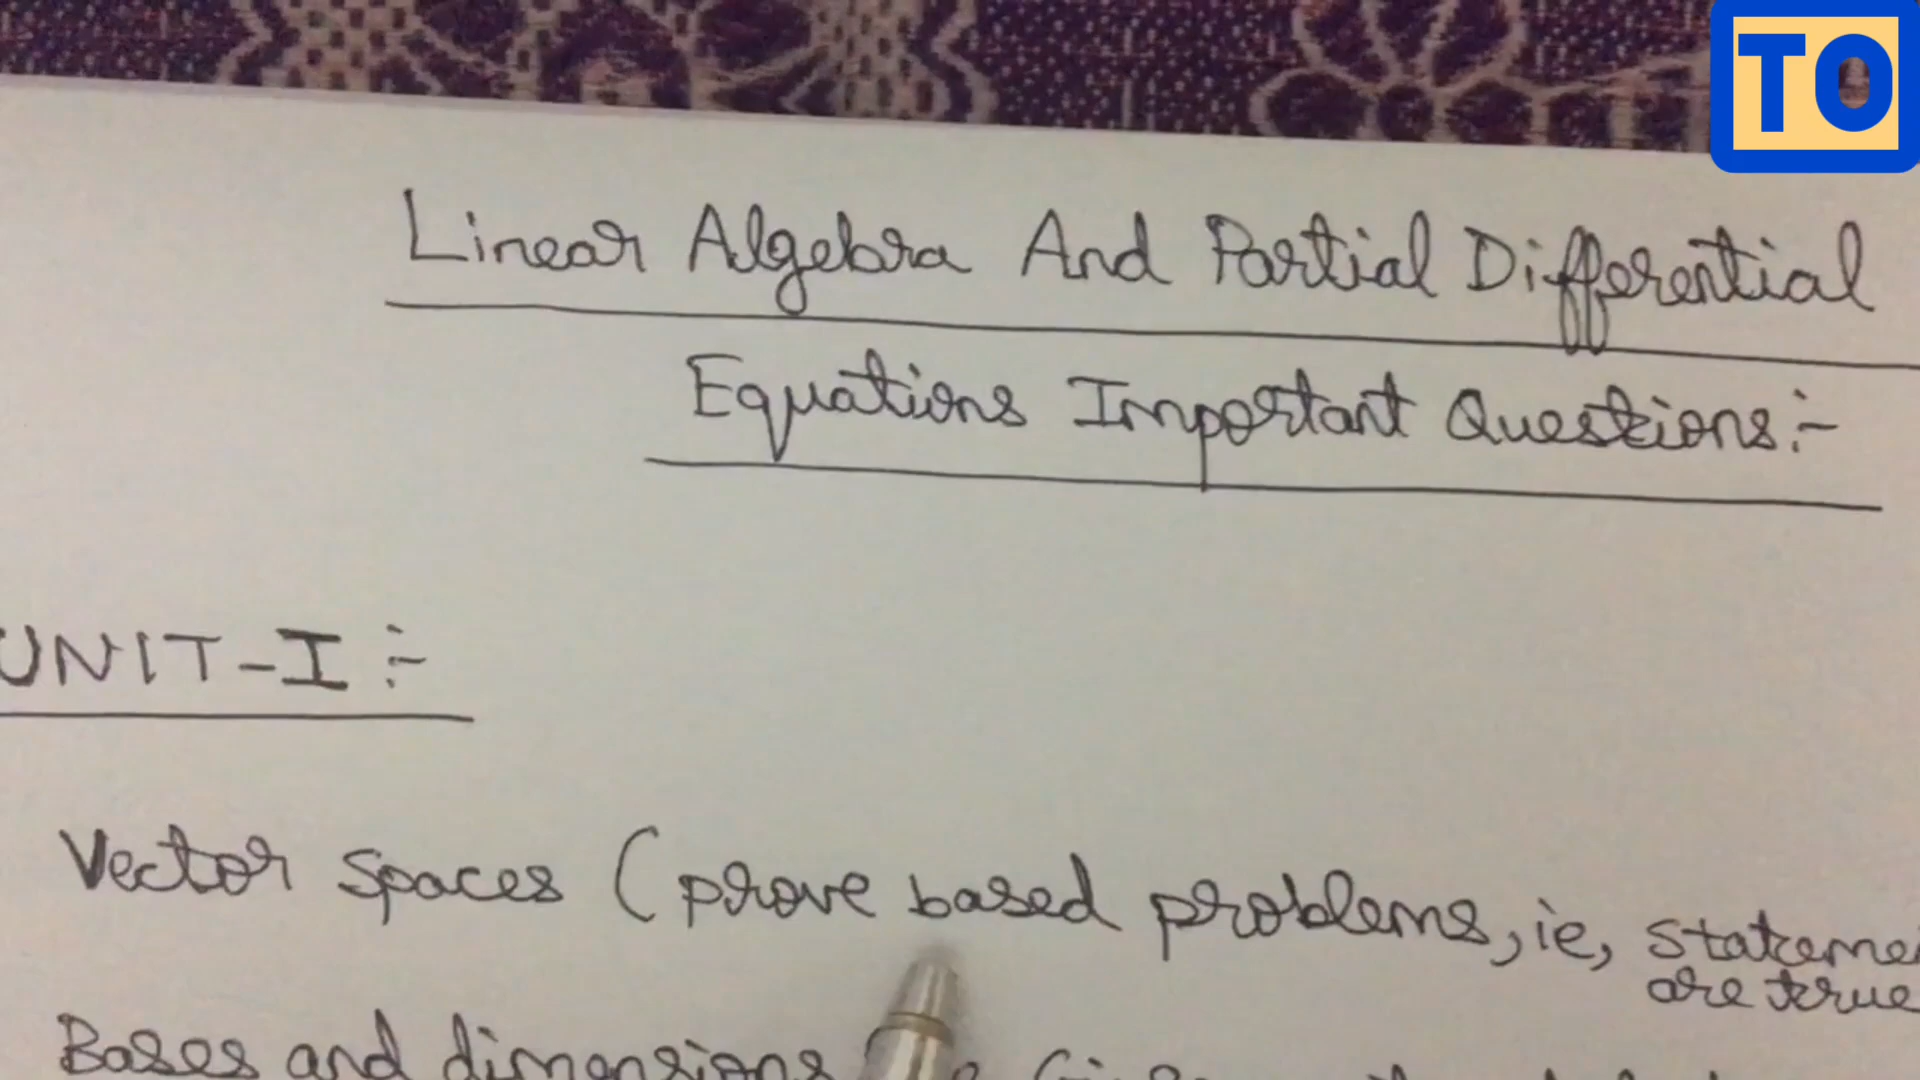 TO
Linear Algebra And Partial Differential
Equations Important Questions:-
UNIT-I :-
Vector Spaces (prove based problems, ie,
are true
Bases and dimensions